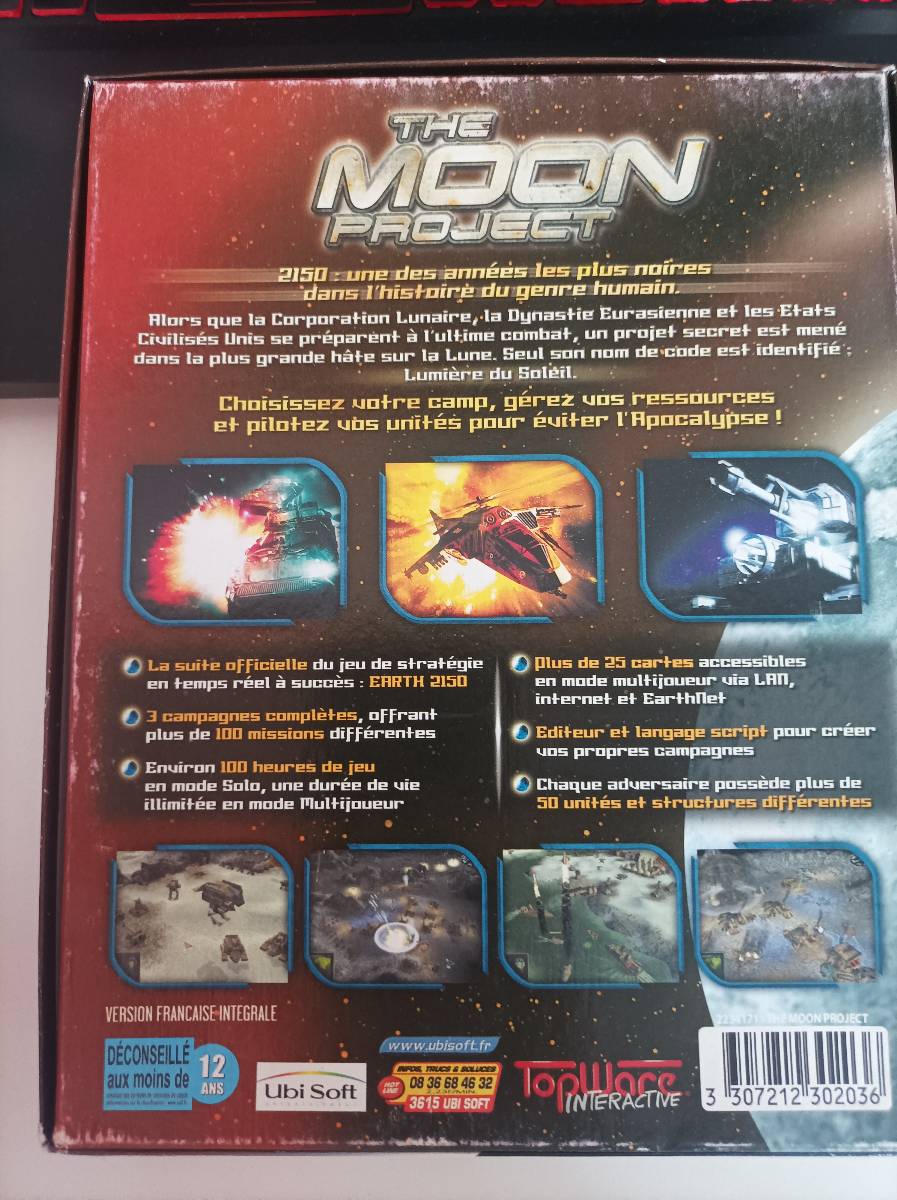 THE
MOON
PROJECT
2150 : une des années les plus noires
dans l'histoire du genre humain.
Alors que la Corporation Lunaire, la Dynastie Eurasienne et les Etats
Civilisés Unis se préparent à l'ultime combat, un projet secret est mené
dans la plus grande hâte sur la Lune. Seul son nom de code est identifié :
Lumière du Soleil.
Choisissez votre camp, gérez vos ressources
et pilotez vos unités pour éviter l'Apocalypse !
La suite officielle du jeu de stratégie
en temps réel à succès : EARTH 2150
3 campagnes complètes, offrant
plus de 100 missions différentes
Environ 100 heures de jeu
en mode Solo, une durée de vie
illimitée en mode Multijoueur
Plus de 25 cartes accessibles
en mode multijoueur via LAN,
internet et EarthNet
Editeur et langage script pour créer
vos propres campagnes
Chaque adversaire possède plus de
50 unités et structures différentes
VERSION FRANCAISE INTEGRALE
DÉCONSEILLÉ
aux moins de
12
ANS
Ubi Soft
www.ubisoft.fr
INFOS, TRUCS & SOLUCES
HOT LINE
08 36 68 46 32
3615 UBI SOFT
TopWare
INTERACTIVE
THE MOON PROJECT
3 307212 302036